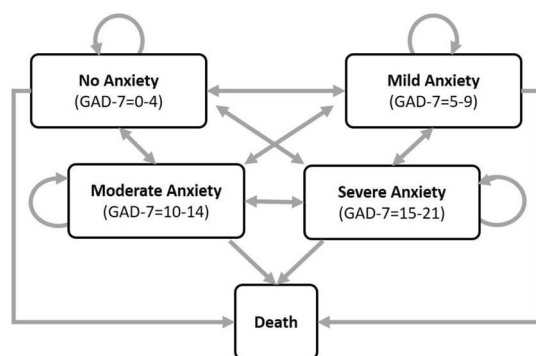 No Anxiety
(GAD-7=0-4)
Mild Anxiety
(GAD-7=5-9)
Moderate Anxiety
(GAD-7=10-14)
Severe Anxiety
(GAD-7=15-21)
Death